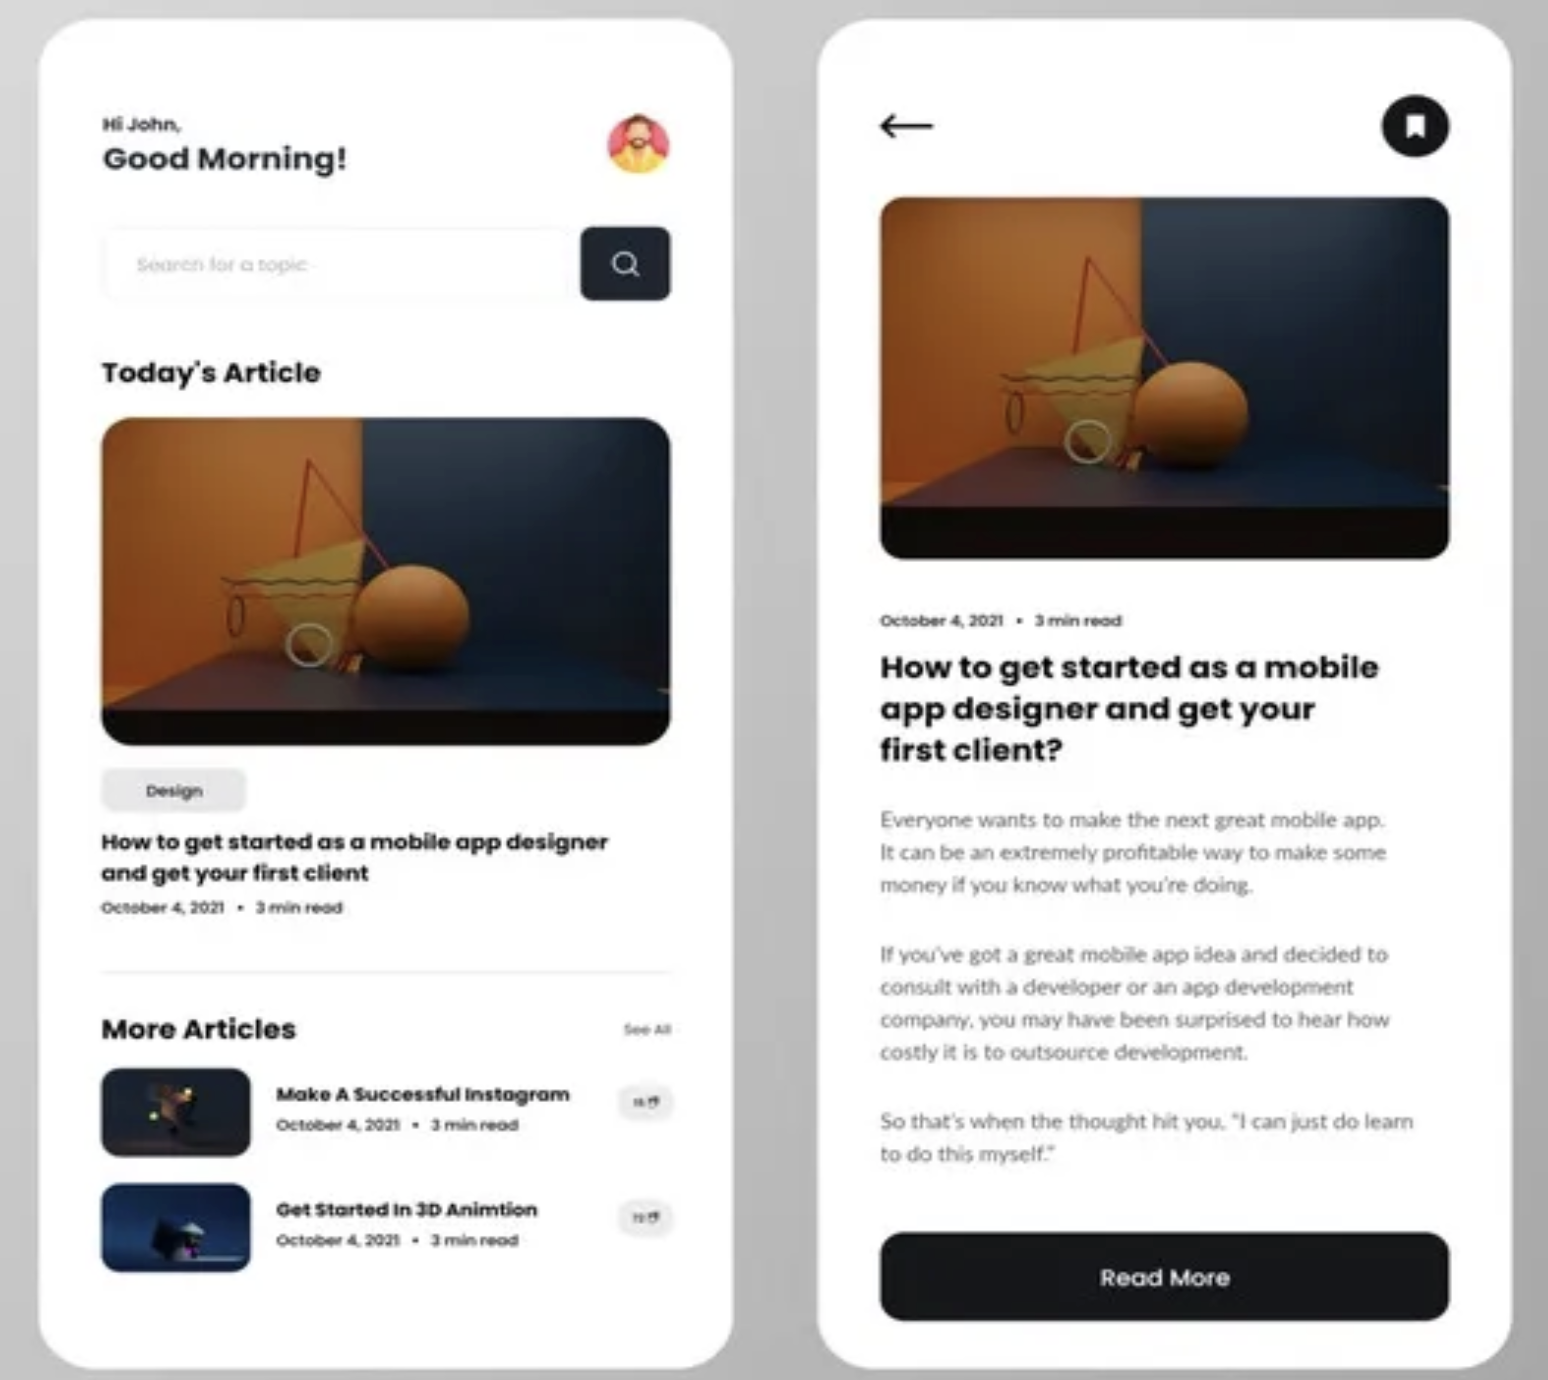 Hi John,
Good Morning!
Search for a topic
Today's Article
Design
How to get started as a mobile app designer
and get your first client
October 4, 2021 • 3 min read
More Articles
See All
Make A Successful Instagram
October 4, 2021 • 3 min read
Get Started In 3D Animtion
October 4, 2021 • 3 min read
October 4, 2021 • 3 min read
How to get started as a mobile
app designer and get your
first client?
Everyone wants to make the next great mobile app.
It can be an extremely profitable way to make some
money if you know what you're doing.
If you've got a great mobile app idea and decided to
consult with a developer or an app development
company, you may have been surprised to hear how
costly it is to outsource development.
So that's when the thought hit you, "I can just do learn
to do this myself."
Read More